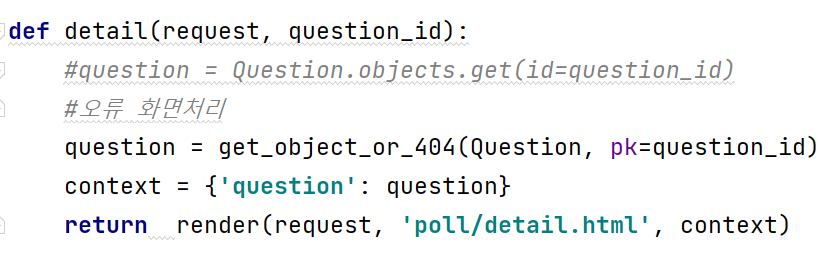 def detail(request, question_id):
    #question = Question.objects.get(id=question_id)
    #오류 화면처리
    question = get_object_or_404(Question, pk=question_id)
    context = {'question': question}
    return  render(request, 'poll/detail.html', context)